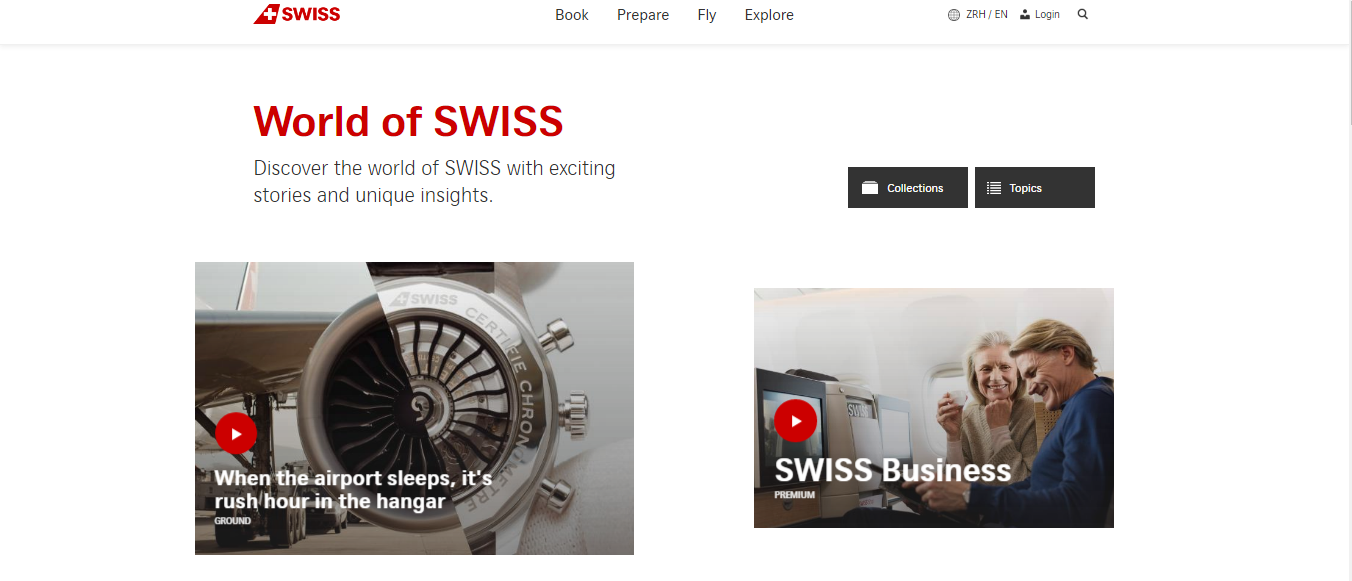 SWISS
Book Prepare Fly Explore
ZRH / EN Login
World of SWISS
Discover the world of SWISS with exciting
stories and unique insights.
Collections
Topics
SWISS
CERTIFIE CHRONOMETRE
When the airport sleeps, it's
rush hour in the hangar
GROUND
SWISS
SWISS Business
PREMIUM